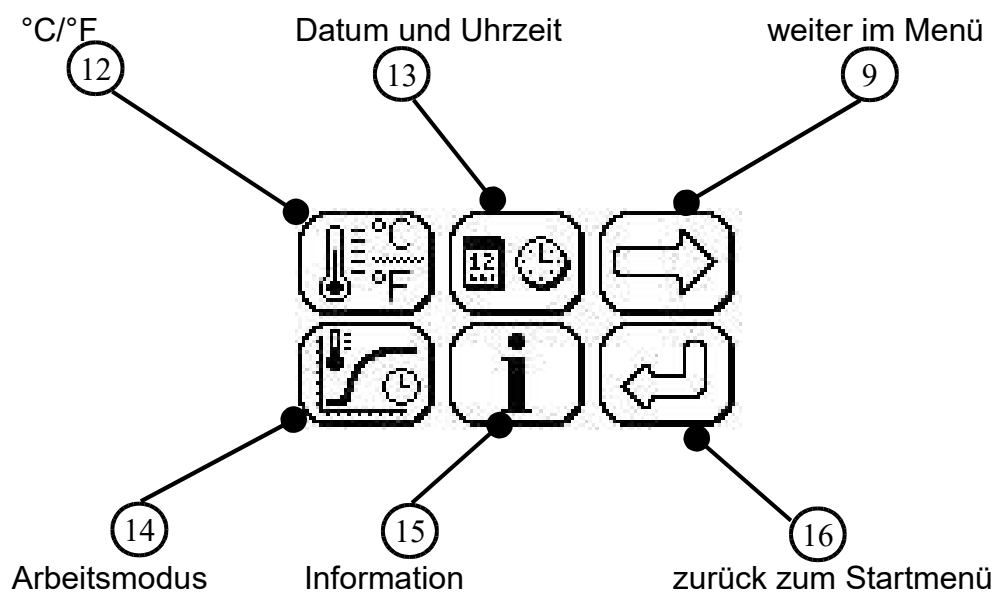 °C/°F Datum und Uhrzeit weiter im Menü
12 13 9
°C
°F
12
i
14 15 16
Arbeitsmodus Information zurück zum Startmenü